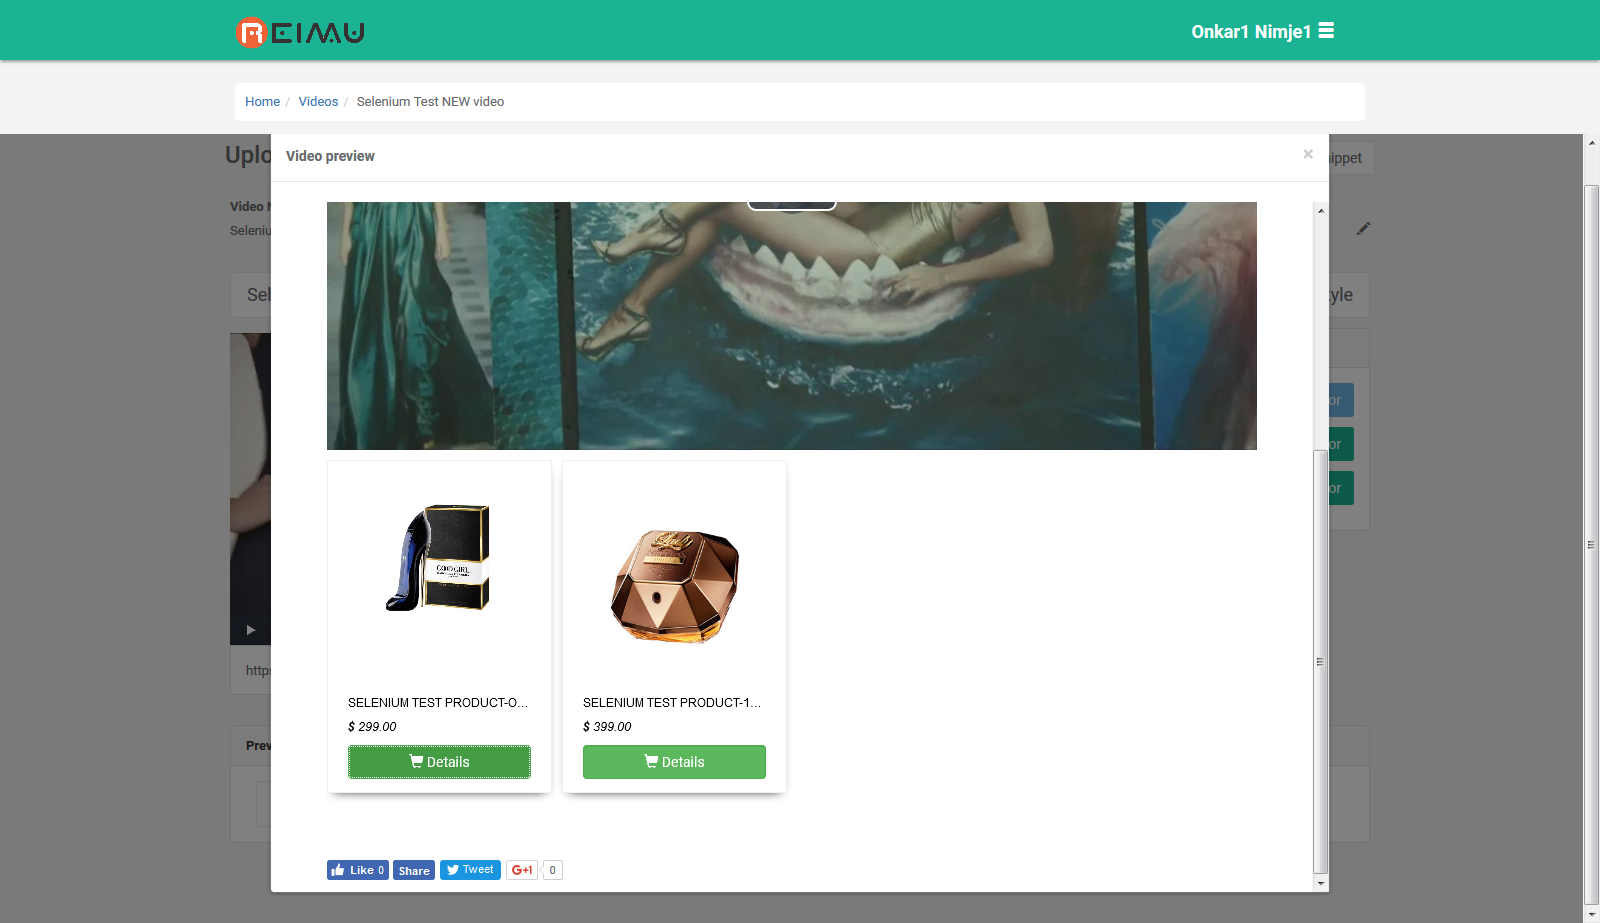 REIMU
Onkar1 Nimje1
Home / Videos / Selenium Test NEW video
Uplo
Video preview
×
ippet
Video N
Seleniu
Sel
yle
or
or
or
GOOD GIRL
Lady
SELENIUM TEST PRODUCT-O...
SELENIUM TEST PRODUCT-1...
$ 299.00
$ 399.00
Details
Details
https
Prev
Like 0
Share
Tweet
G+1
0